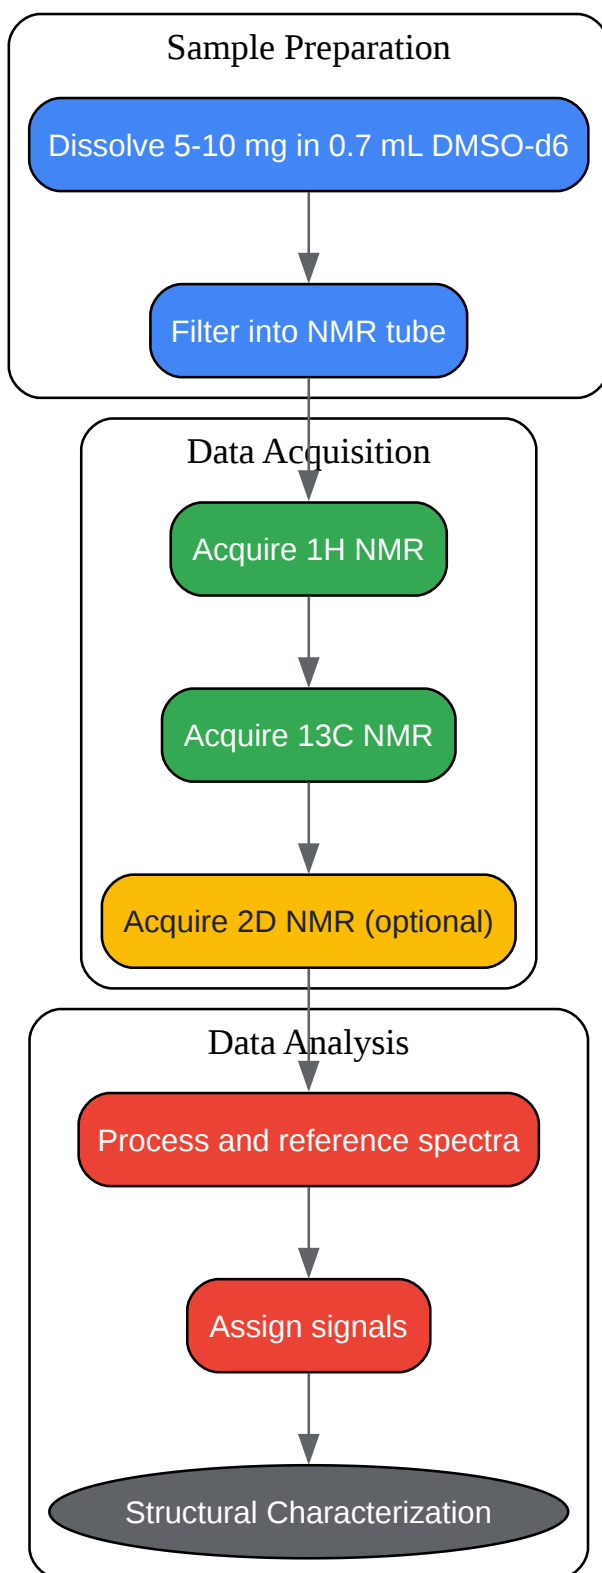 Sample Preparation
Dissolve 5-10 mg in 0.7 mL DMSO-d6
Filter into NMR tube
Data Acquisition
Acquire 1H NMR
Acquire 13C NMR
Acquire 2D NMR (optional)
Data Analysis
Process and reference spectra
Assign signals
Structural Characterization